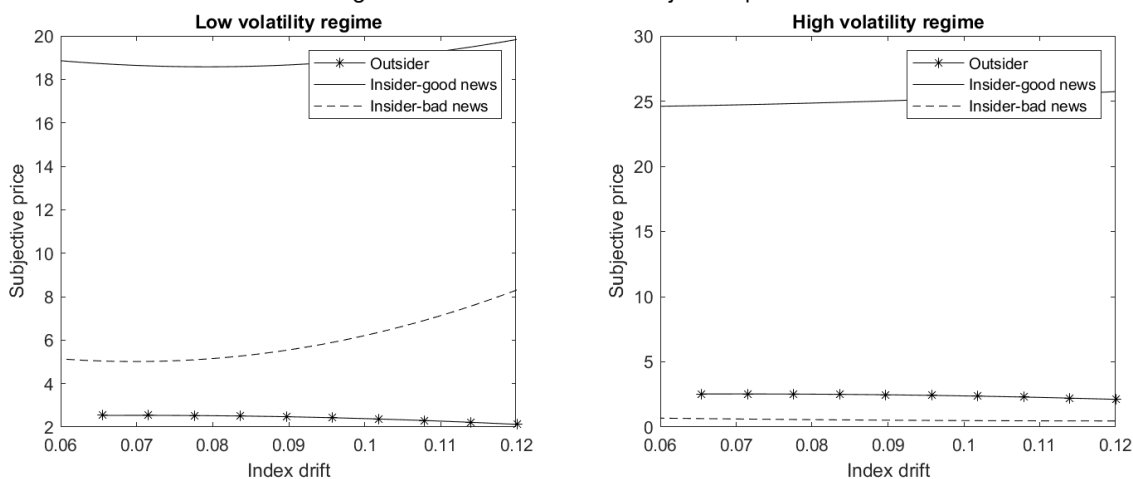 Low volatility regime
20
18
16
14
12
10
8
6
4
2
0.06 0.07 0.08 0.09 0.1 0.11 0.12
Subjective price
Index drift
Outsider
Insider-good news
Insider-bad news
High volatility regime
30
25
20
15
10
5
0
0.06 0.07 0.08 0.09 0.1 0.11 0.12
Subjective price
Index drift
Outsider
Insider-good news
Insider-bad news